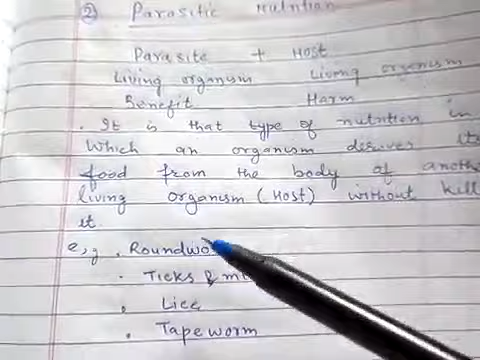 ② Parasitic Nutrition
Parasite + Host
Living organism Living organism
Benefit Harm
. It is that type of nutrition in
which an organism derives its
food from the body of anothe
living organism (Host) without kill
it.
e,g . Roundwo
. Ticks & mi
. Lice
. Tapeworm